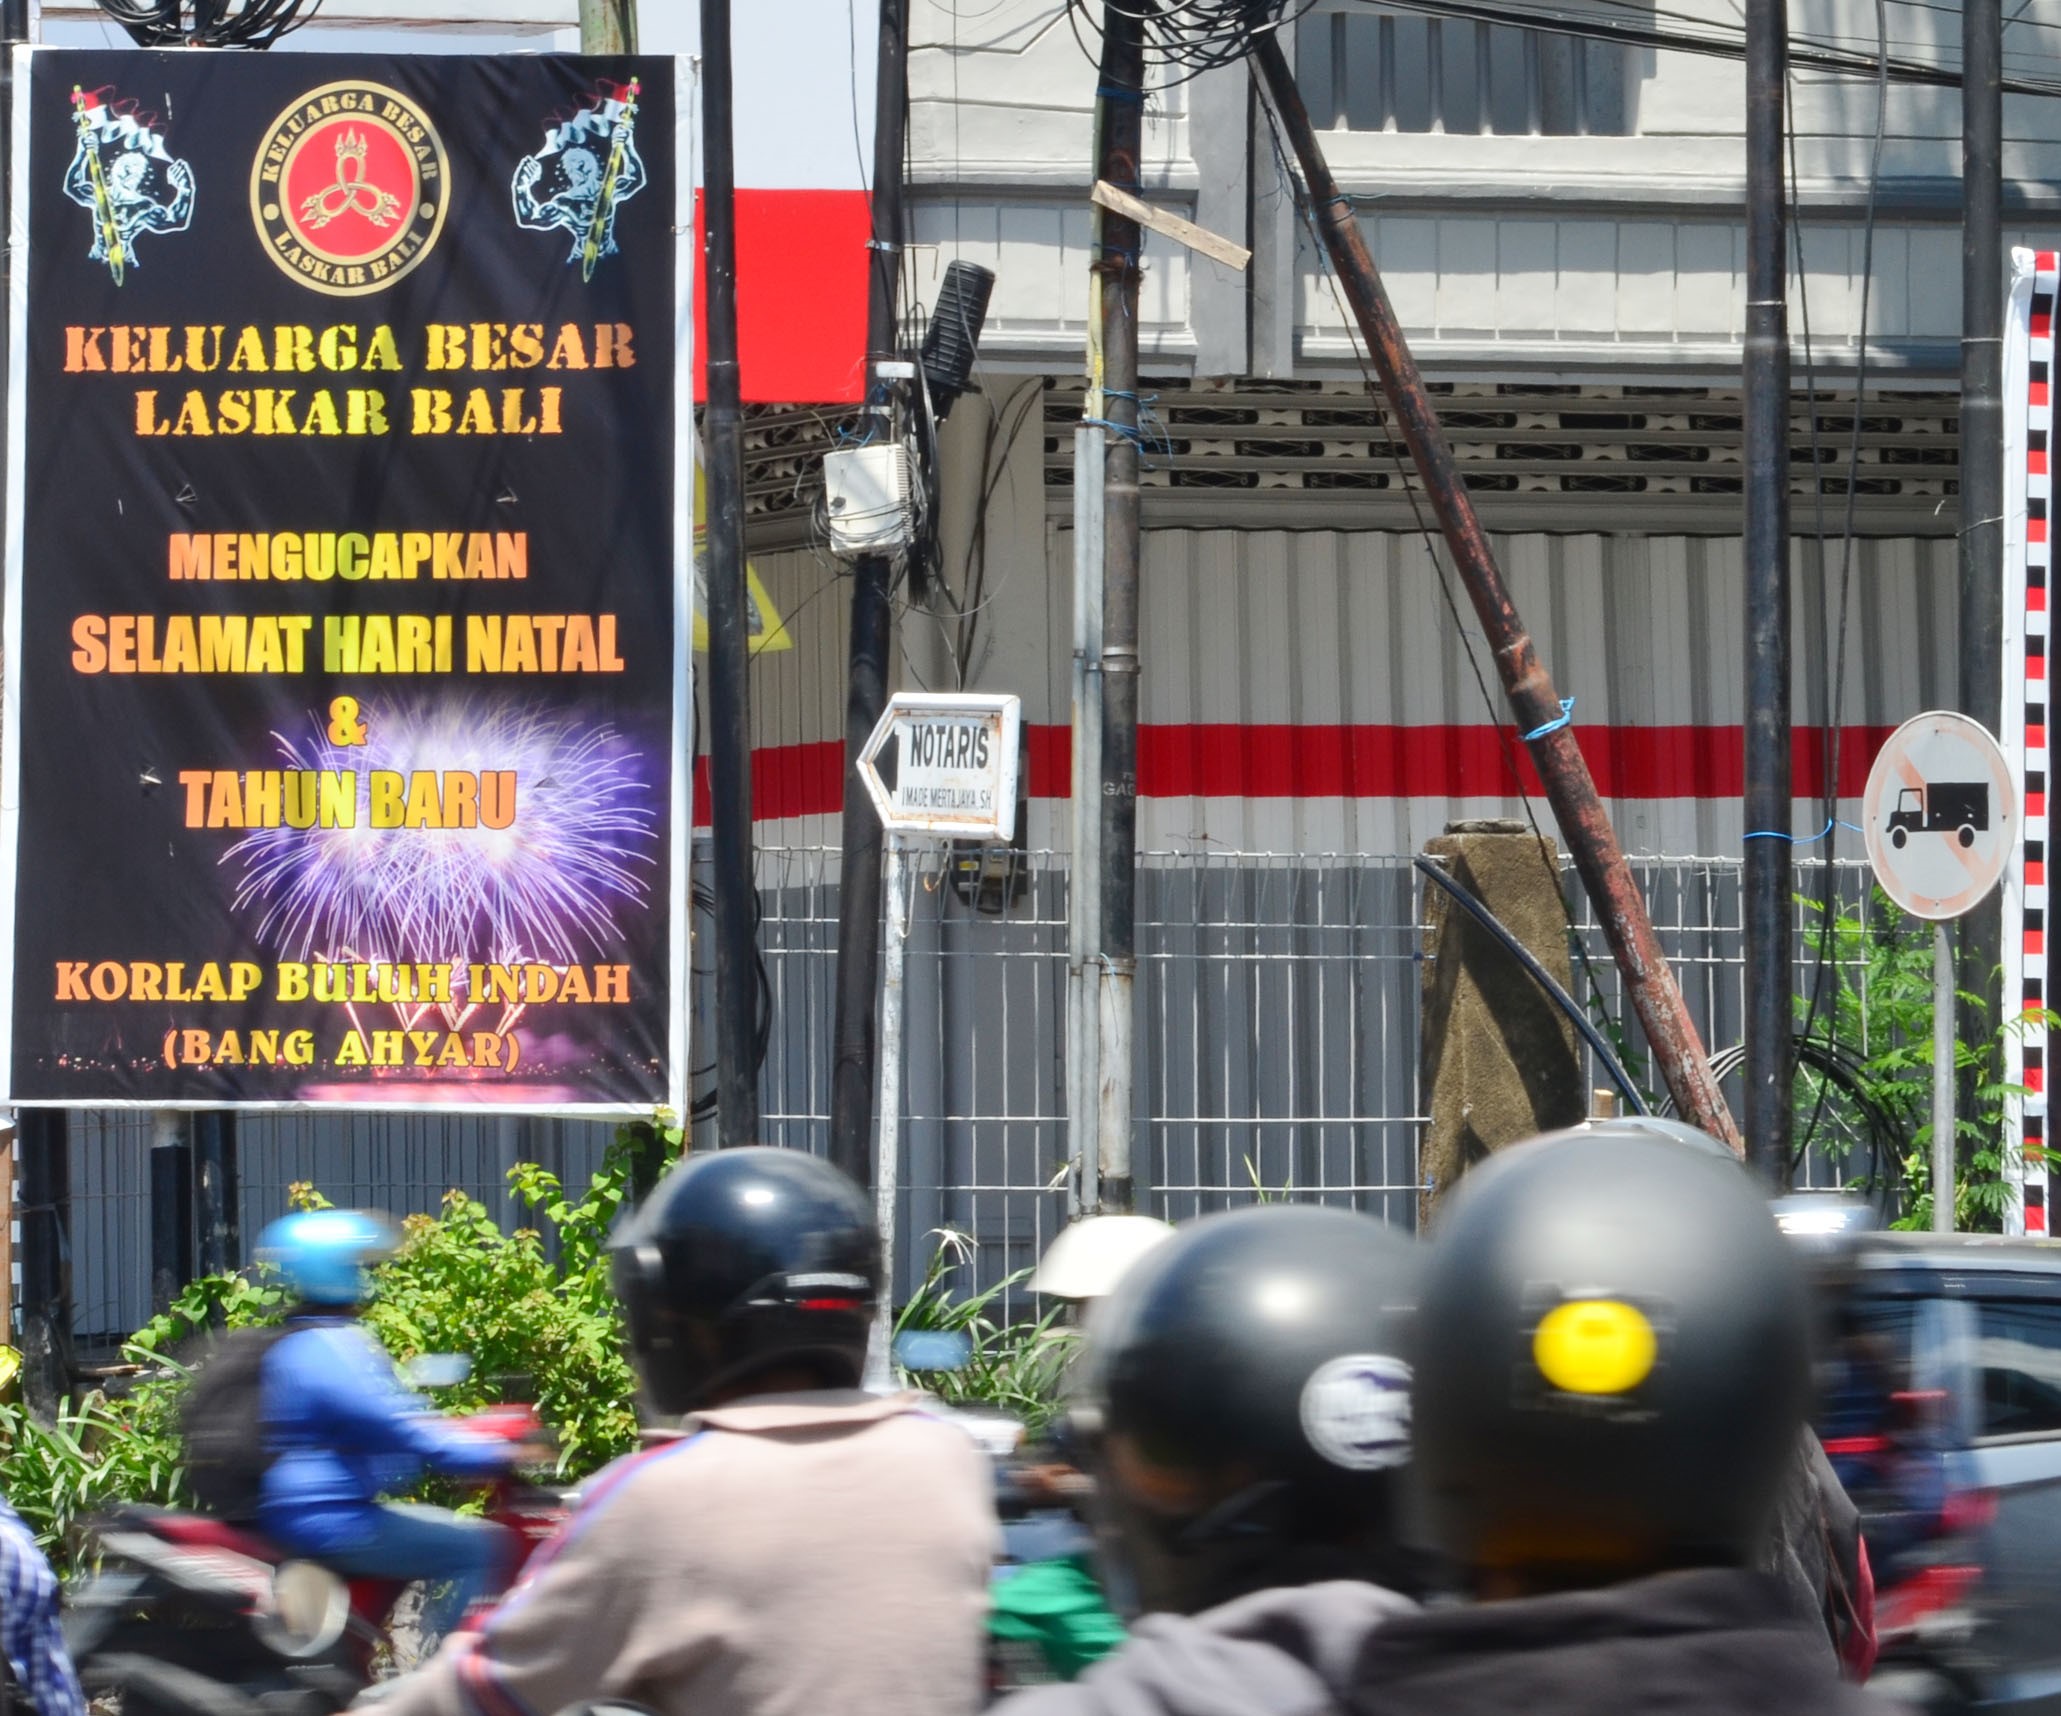 KELUARGA BESAR
LASKAR BALI
KELUARGA BESAR
LASKAR BALI
MENGUCAPKAN
SELAMAT HARI NATAL
&
TAHUN BARU
KORLAP BULUH INDAH
(BANG AHYAR)
NOTARIS
I MADE MERTAJAYA, SH